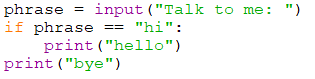 phrase = input("Talk to me: ")
if phrase == "hi":
    print("hello")
print("bye")